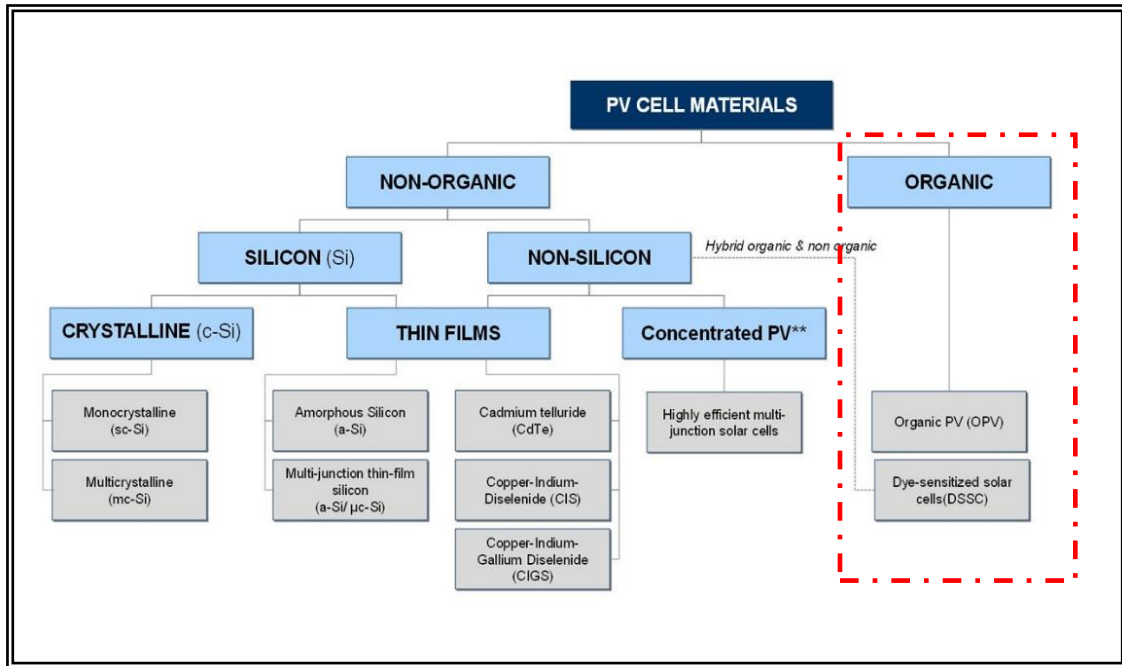 PV CELL MATERIALS
NON-ORGANIC
ORGANIC
SILICON (Si)
NON-SILICON
Hybrid organic & non organic
CRYSTALLINE (c-Si)
THIN FILMS
Concentrated PV**
Monocrystalline
(sc-Si)
Multicrystalline
(mc-Si)
Amorphous Silicon
(a-Si)
Multi-junction thin-film
silicon
(a-Si/ µc-Si)
Cadmium telluride
(CdTe)
Copper-Indium-
Diselenide (CIS)
Copper-Indium-
Gallium Diselenide
(CIGS)
Highly efficient multi-
junction solar cells
Organic PV (OPV)
Dye-sensitized solar
cells(DSSC)